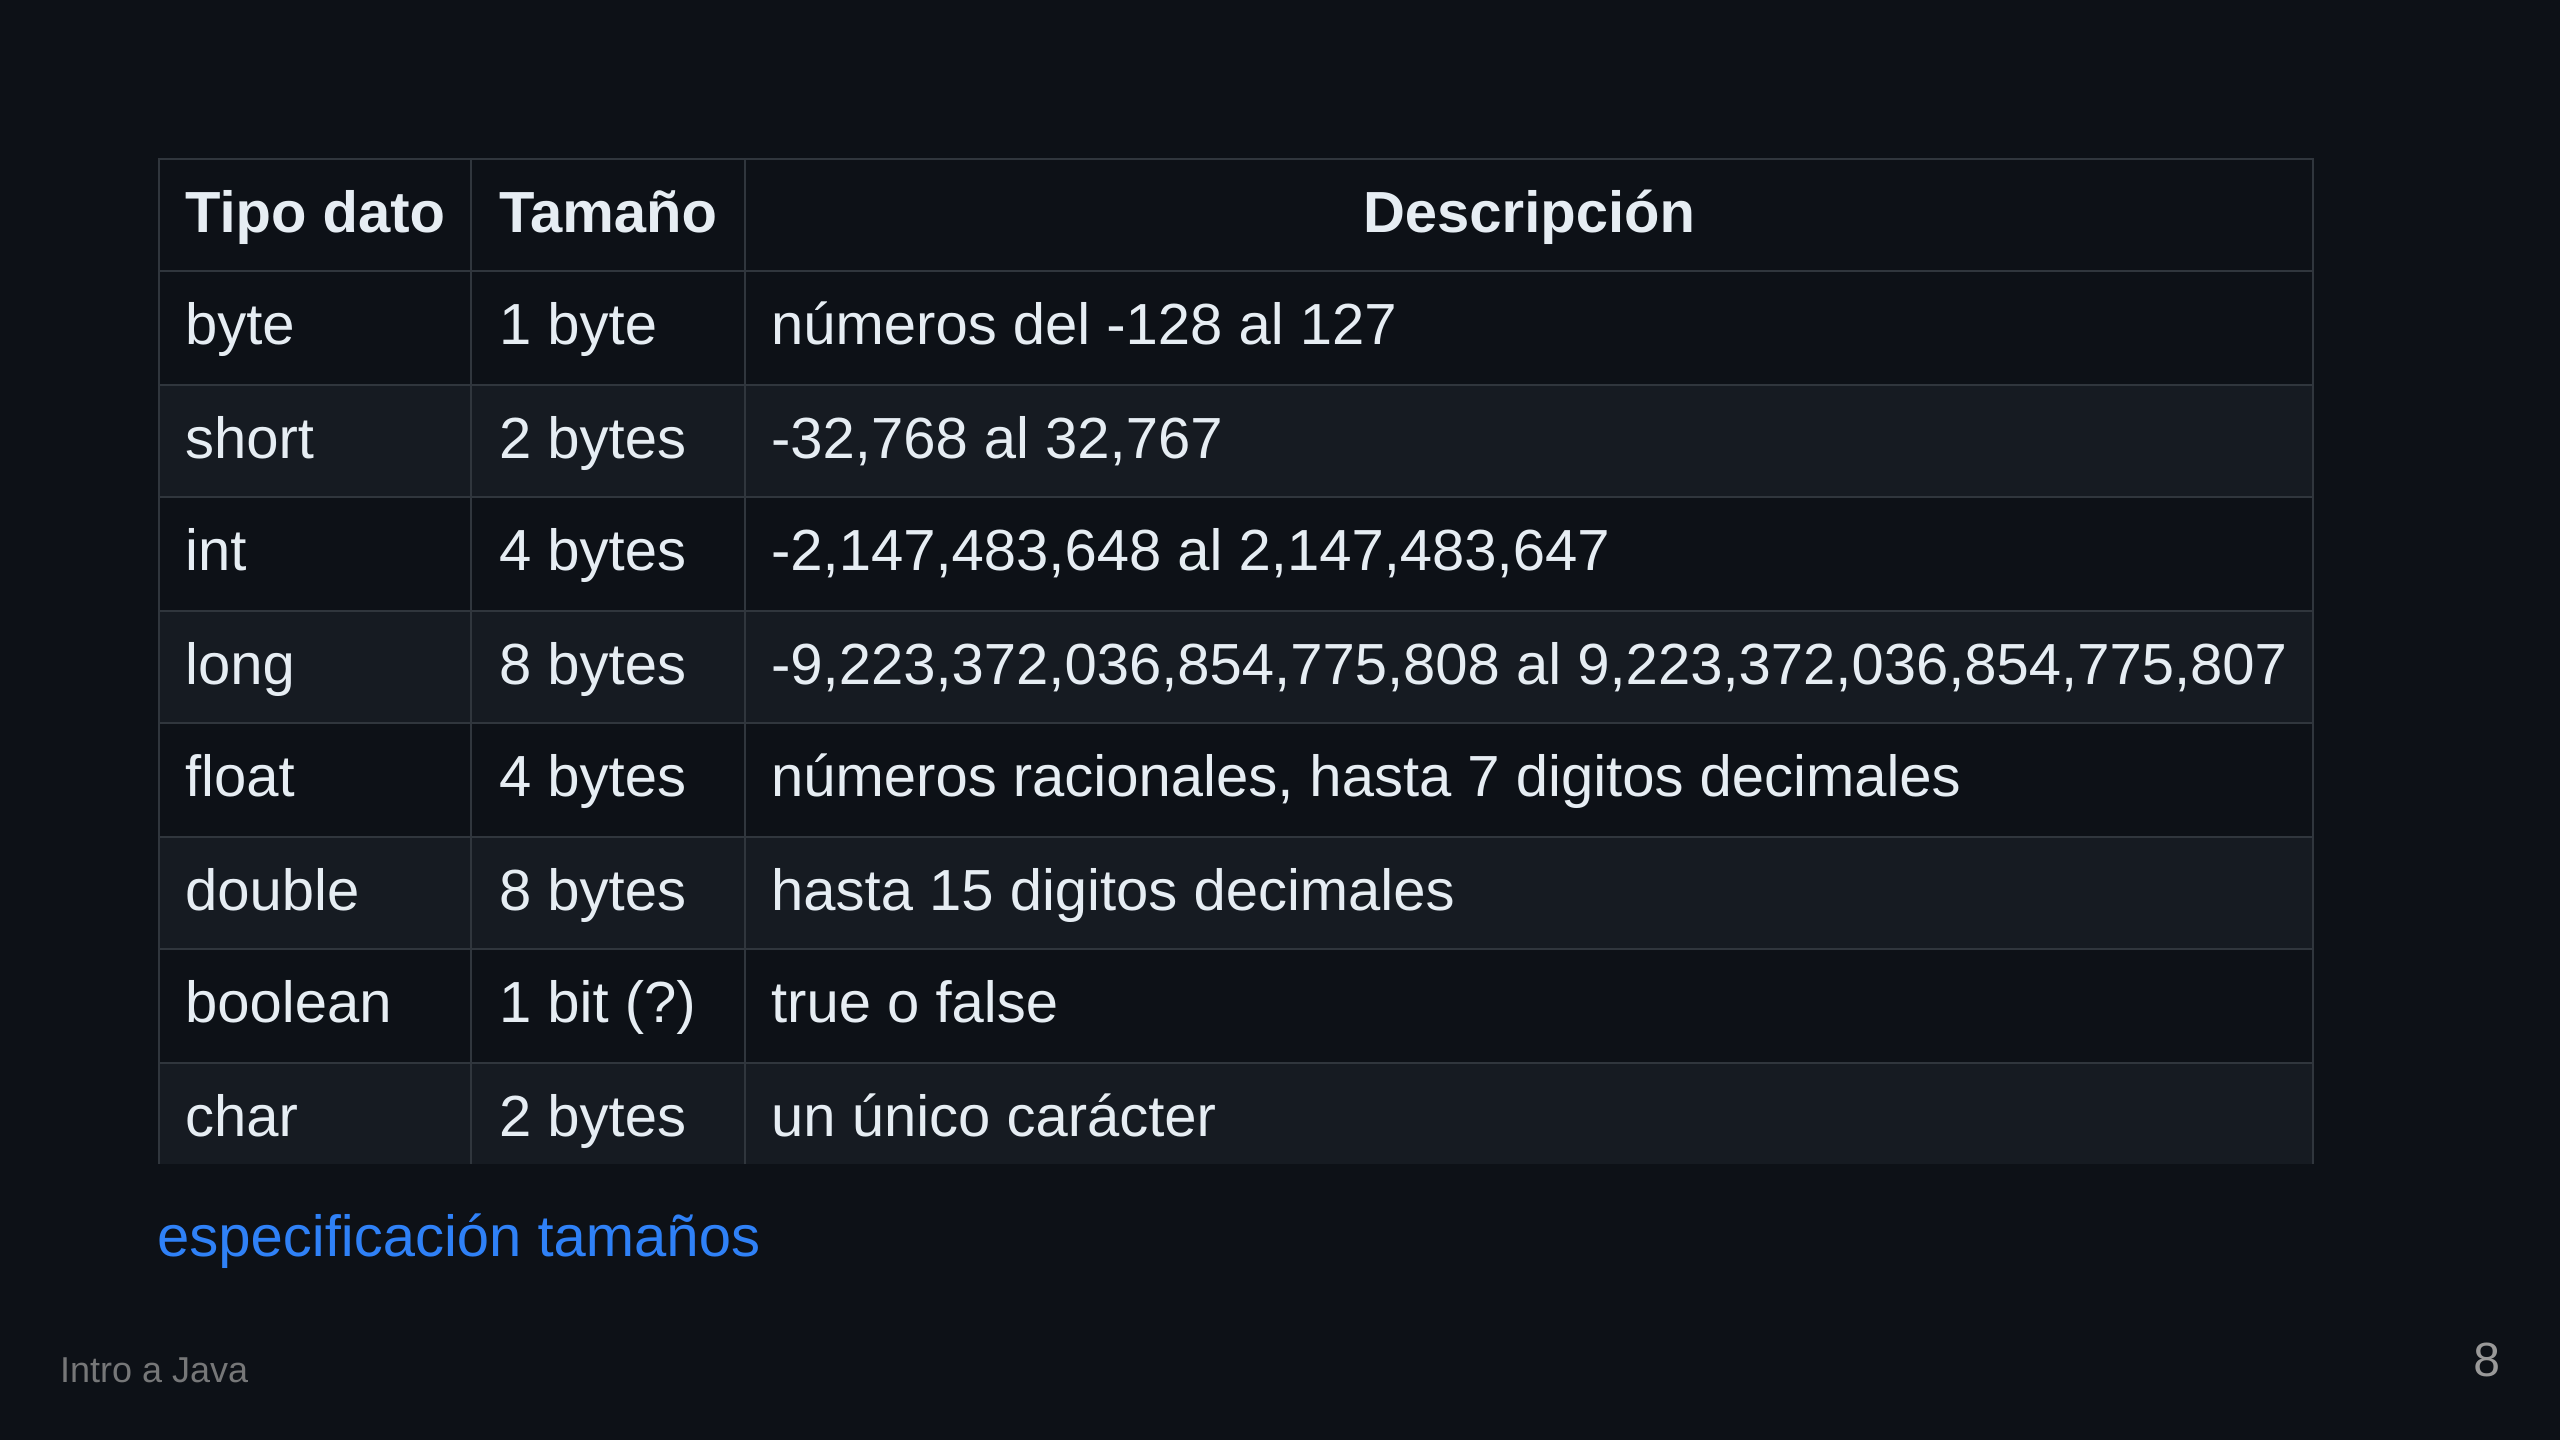 Tipo dato Tamaño Descripción
byte 1 byte números del -128 al 127
short 2 bytes -32,768 al 32,767
int 4 bytes -2,147,483,648 al 2,147,483,647
long 8 bytes -9,223,372,036,854,775,808 al 9,223,372,036,854,775,807
float 4 bytes números racionales, hasta 7 digitos decimales
double 8 bytes hasta 15 digitos decimales
boolean 1 bit (?) true o false
char 2 bytes un único carácter
especificación tamaños
Intro a Java 8